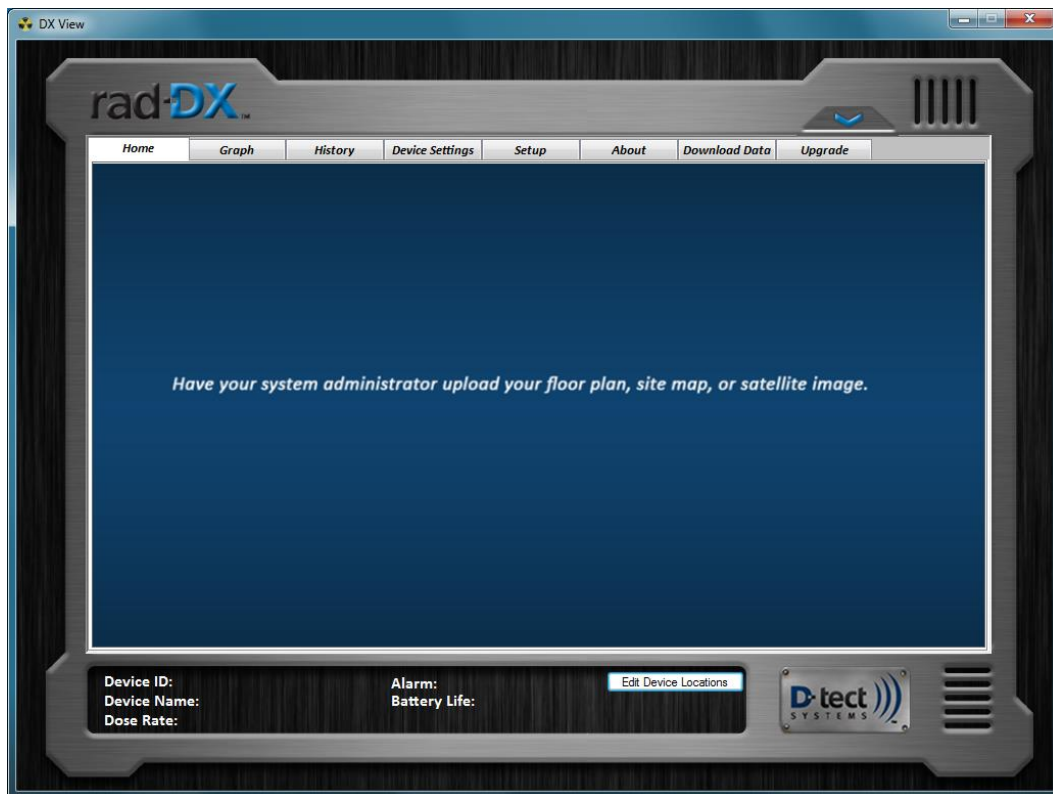 DX View
rad-DX™
Home Graph History Device Settings Setup About Download Data Upgrade
Have your system administrator upload your floor plan, site map, or satellite image.
Device ID: Alarm: Edit Device Locations
Device Name: Battery Life:
Dose Rate:
D-tect
SYSTEMS